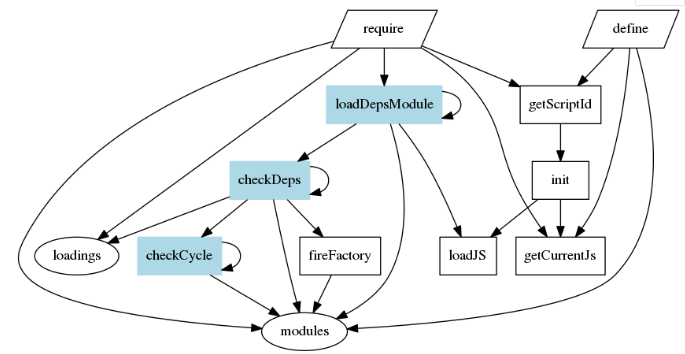 require
define
loadDepsModule
getScriptId
checkDeps
init
loadings
checkCycle
fireFactory
loadJS
getCurrentJs
modules